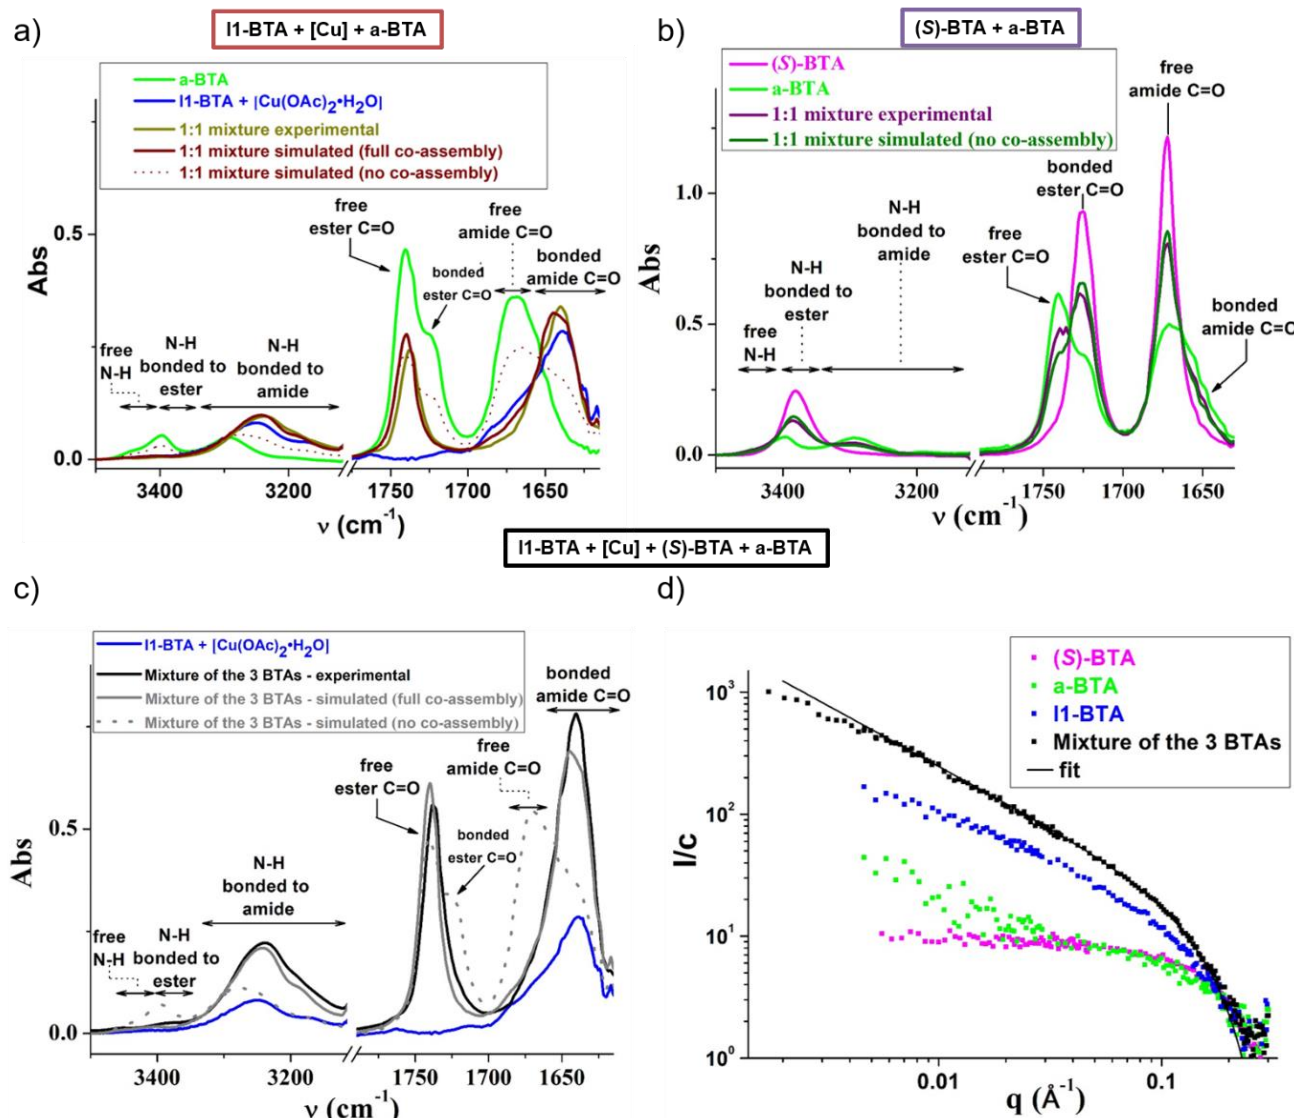 a)
I1-BTA + [Cu] + a-BTA
a-BTA
I1-BTA + [Cu(OAc)2•H2O]
1:1 mixture experimental
1:1 mixture simulated (full co-assembly)
1:1 mixture simulated (no co-assembly)
free
ester C=O
free
amide C=O
bonded
amide C=O
bonded
ester C=O
free
N-H
N-H
bonded to
ester
N-H
bonded to
amide
Abs
0.5
0.0
3400
3200
1750
1700
1650
ν (cm-1)
b)
(S)-BTA + a-BTA
(S)-BTA
a-BTA
1:1 mixture experimental
1:1 mixture simulated (no co-assembly)
free
amide C=O
bonded
ester C=O
free
ester C=O
N-H
bonded to
amide
N-H
bonded to
ester
free
N-H
bonded
amide C=O
Abs
1.0
0.5
0.0
3400
3200
1750
1700
1650
ν (cm-1)
I1-BTA + [Cu] + (S)-BTA + a-BTA
c)
I1-BTA + [Cu(OAc)2•H2O]
Mixture of the 3 BTAs - experimental
Mixture of the 3 BTAs - simulated (full co-assembly)
Mixture of the 3 BTAs - simulated (no co-assembly)
bonded
amide C=O
free
amide C=O
free
ester C=O
bonded
ester C=O
N-H
bonded to
amide
free
N-H
N-H
bonded to
ester
Abs
0.5
0.0
3400
3200
1750
1700
1650
ν (cm-1)
d)
(S)-BTA
a-BTA
I1-BTA
Mixture of the 3 BTAs
fit
I/c
10^3
10^2
10^1
10^0
0.01
0.1
q (Å-1)